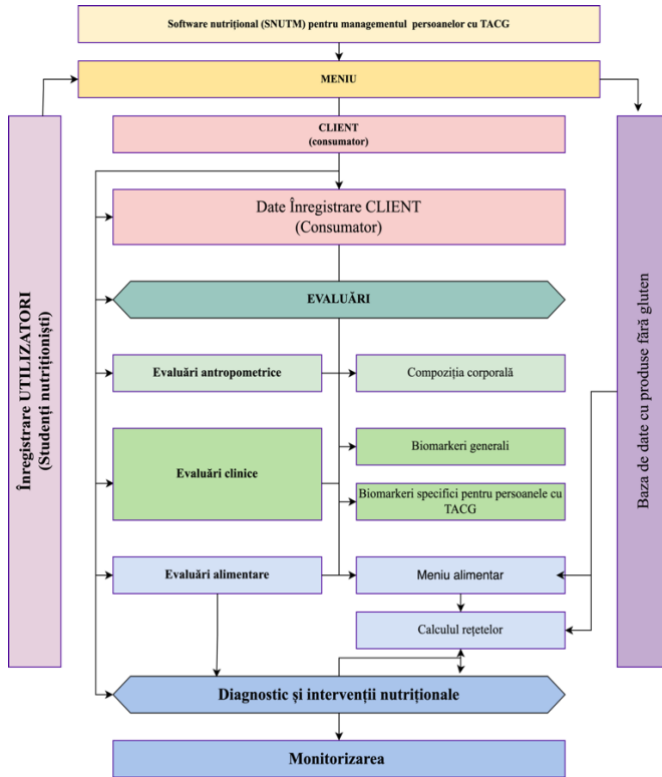 Software nutrițional (SNUTM) pentru managementul persoanelor cu TACG
MENIU
CLIENT
(consumator)
Date Înregistrare CLIENT
(Consumator)
EVALUĂRI
Evaluări antropometrice
Compoziția corporală
Evaluări clinice
Biomarkeri generali
Biomarkeri specifici pentru persoanele cu
TACG
Evaluări alimentare
Meniu alimentar
Calculul rețetelor
Diagnostic și intervenții nutriționale
Monitorizarea
Înregistrare UTILIZATORI
(Studenți nutriționiști)
Baza de date cu produse fără gluten